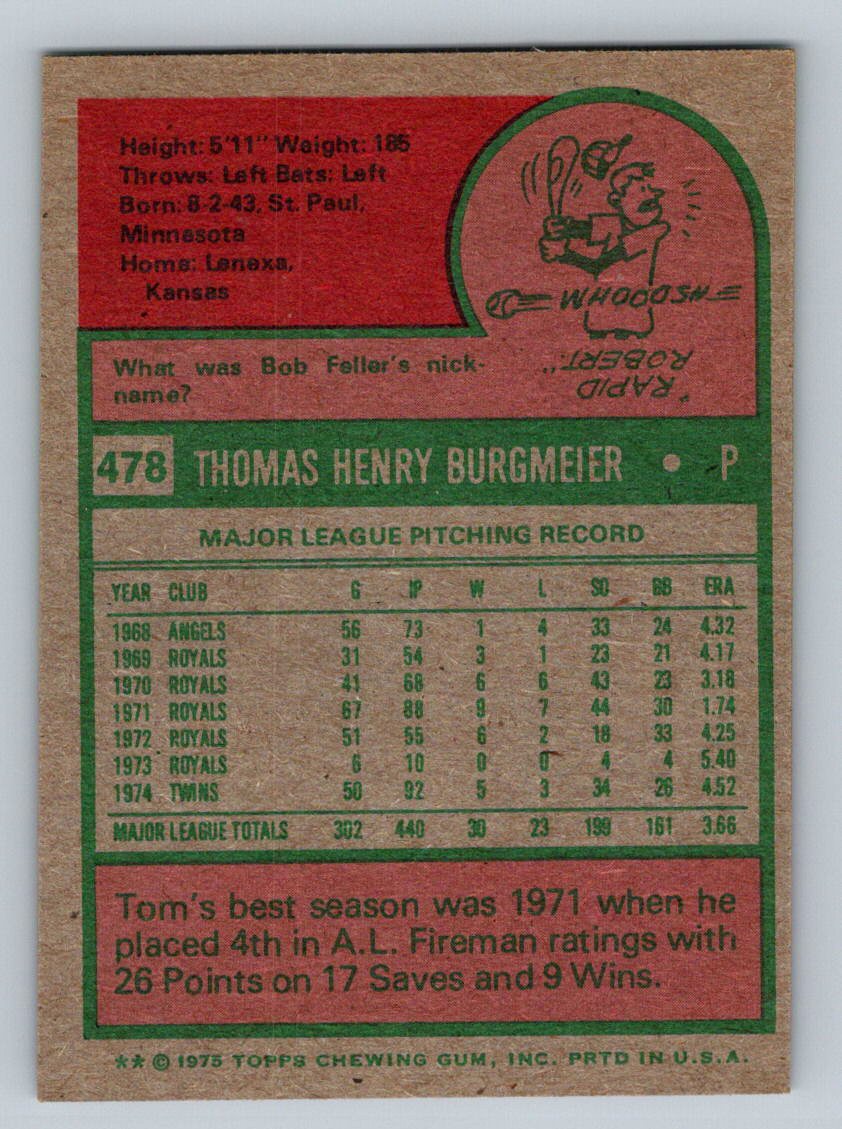 Height: 5'11" Weight: 185
Throws: Left Bats: Left
Born: 8-2-43, St. Paul,
Minnesota
Home: Lenexa,
Kansas
WHOOOSH
"RAPID
ROBERT"
What was Bob Feller's nick-
name?
478 THOMAS HENRY BURGMEIER • P
MAJOR LEAGUE PITCHING RECORD
YEAR CLUB G IP W L SO BB ERA
1968 ANGELS 56 73 1 4 33 24 4.32
1969 ROYALS 31 54 3 1 23 21 4.17
1970 ROYALS 41 68 6 6 43 23 3.18
1971 ROYALS 67 88 9 7 44 30 1.74
1972 ROYALS 51 55 6 2 18 33 4.25
1973 ROYALS 6 10 0 0 4 4 5.40
1974 TWINS 50 92 5 3 34 26 4.52
MAJOR LEAGUE TOTALS 302 440 30 23 199 161 3.66
Tom's best season was 1971 when he
placed 4th in A.L. Fireman ratings with
26 Points on 17 Saves and 9 Wins.
** © 1975 TOPPS CHEWING GUM, INC. PRTD IN U.S.A.